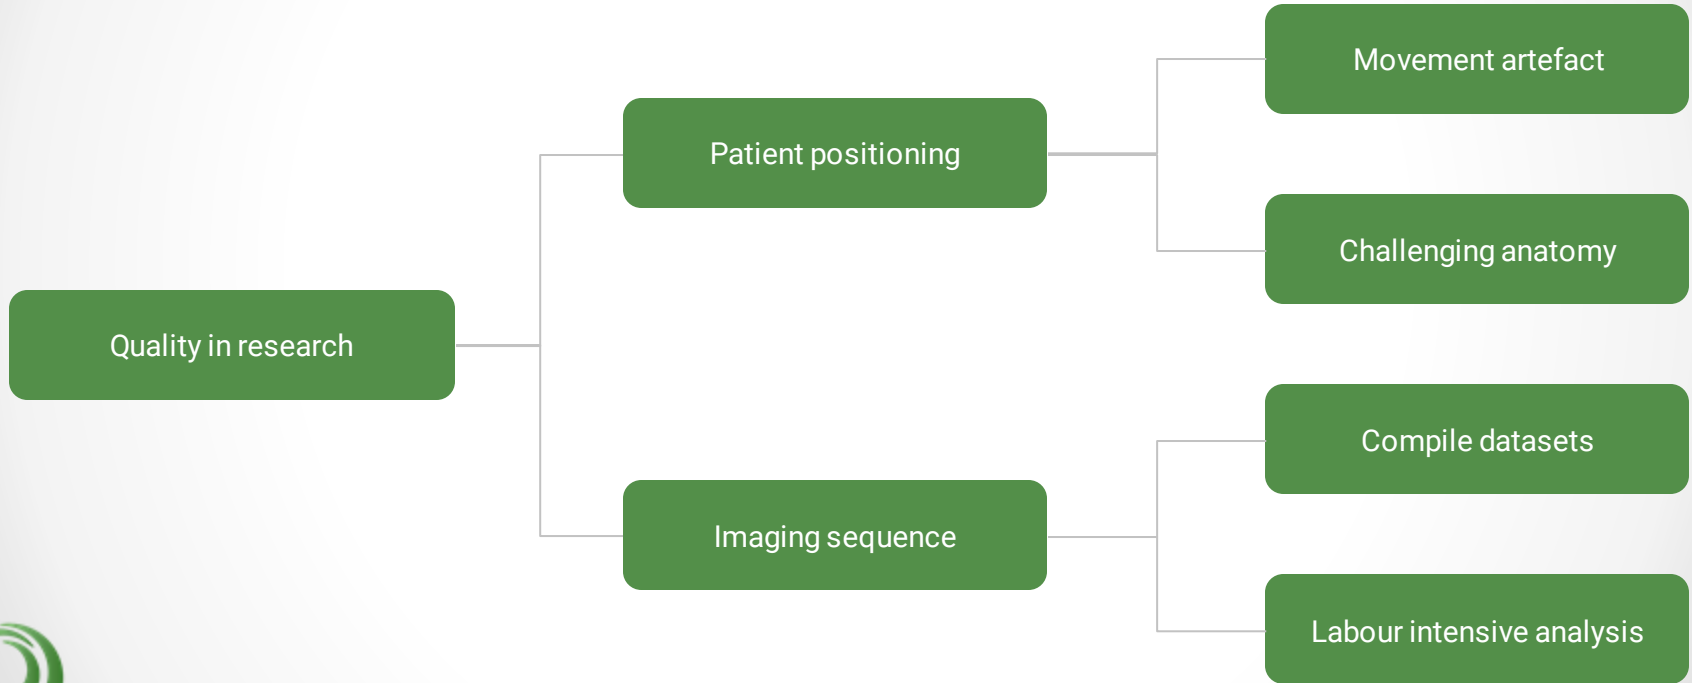 Quality in research
Patient positioning
Movement artefact
Challenging anatomy
Imaging sequence
Compile datasets
Labour intensive analysis